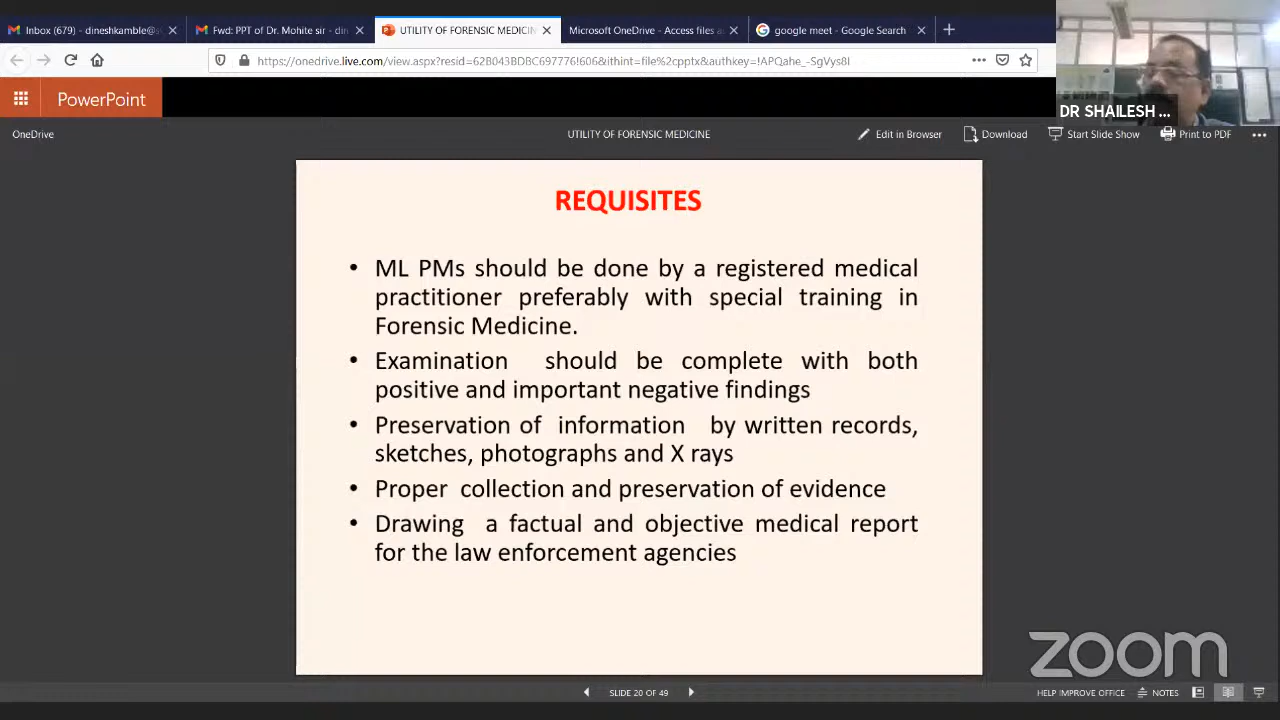 Inbox (679) - dineshkamble@
Fwd: PPT of Dr. Mohite sir - din
UTILITY OF FORENSIC MEDICIN
Microsoft OneDrive - Access files a
google meet - Google Search
https://onedrive.live.com/view.aspx?resid=62B043BDBC697776!606&ithint=file%2cpptx&authkey=!APQahe_-SgVys8I
DR SHAILESH ...
PowerPoint
OneDrive
UTILITY OF FORENSIC MEDICINE
Edit in Browser
Download
Start Slide Show
Print to PDF
REQUISITES
• ML PMs should be done by a registered medical
practitioner preferably with special training in
Forensic Medicine.
• Examination should be complete with both
positive and important negative findings
• Preservation of information by written records,
sketches, photographs and X rays
• Proper collection and preservation of evidence
• Drawing a factual and objective medical report
for the law enforcement agencies
zoom
SLIDE 20 OF 49
HELP IMPROVE OFFICE
NOTES